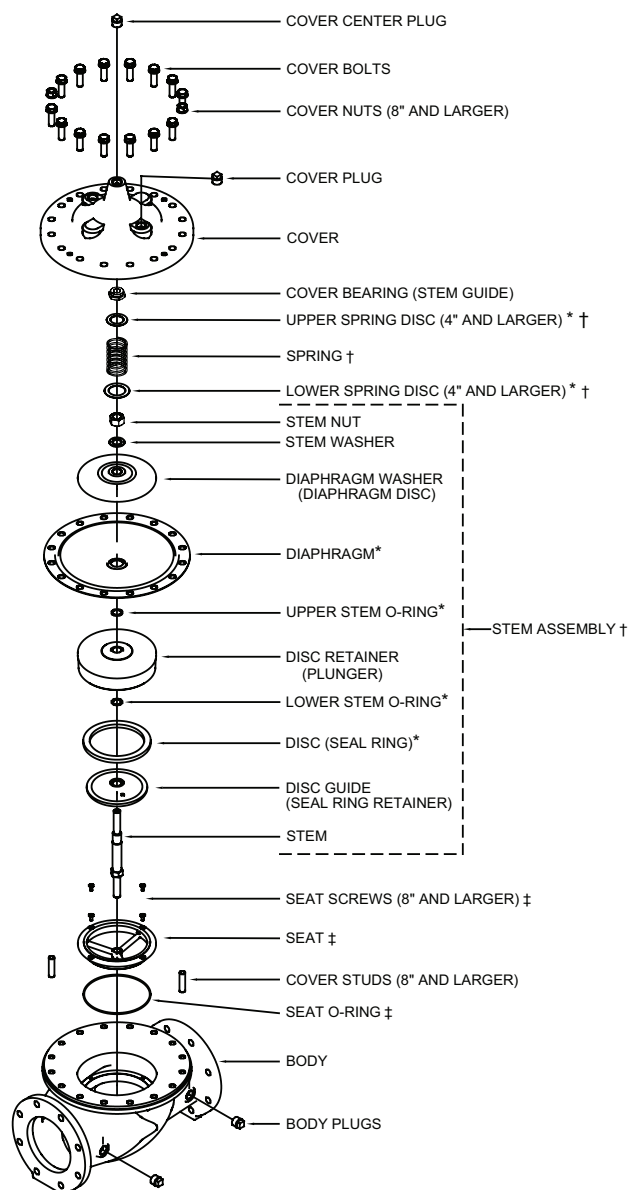 COVER CENTER PLUG
COVER BOLTS
COVER NUTS (8" AND LARGER)
COVER PLUG
COVER
COVER BEARING (STEM GUIDE)
UPPER SPRING DISC (4" AND LARGER) * †
SPRING †
LOWER SPRING DISC (4" AND LARGER) * †
STEM NUT
STEM WASHER
DIAPHRAGM WASHER
(DIAPHRAGM DISC)
DIAPHRAGM*
UPPER STEM O-RING*
STEM ASSEMBLY †
DISC RETAINER
(PLUNGER)
LOWER STEM O-RING*
DISC (SEAL RING)*
DISC GUIDE
(SEAL RING RETAINER)
STEM
SEAT SCREWS (8" AND LARGER) ‡
SEAT ‡
COVER STUDS (8" AND LARGER)
SEAT O-RING ‡
BODY
BODY PLUGS